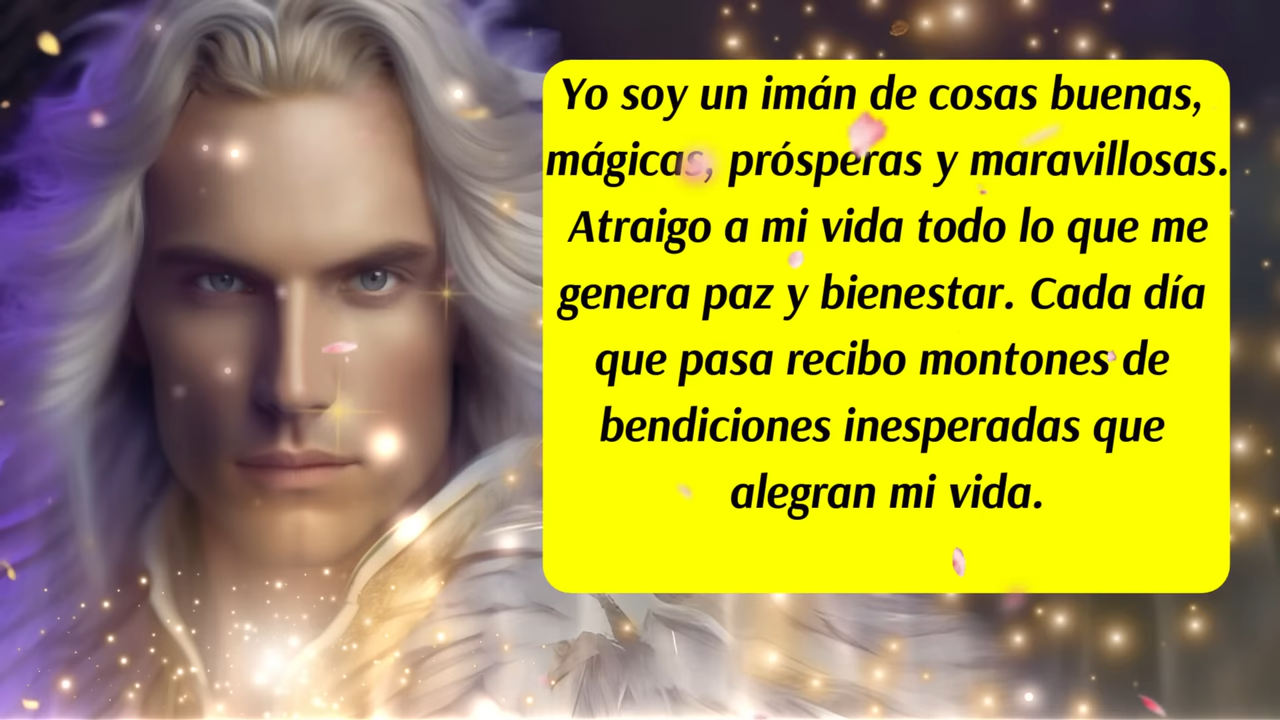 Yo soy un imán de cosas buenas,
mágicas, prósperas y maravillosas.
Atraigo a mi vida todo lo que me
genera paz y bienestar. Cada día
que pasa recibo montones de
bendiciones inesperadas que
alegran mi vida.